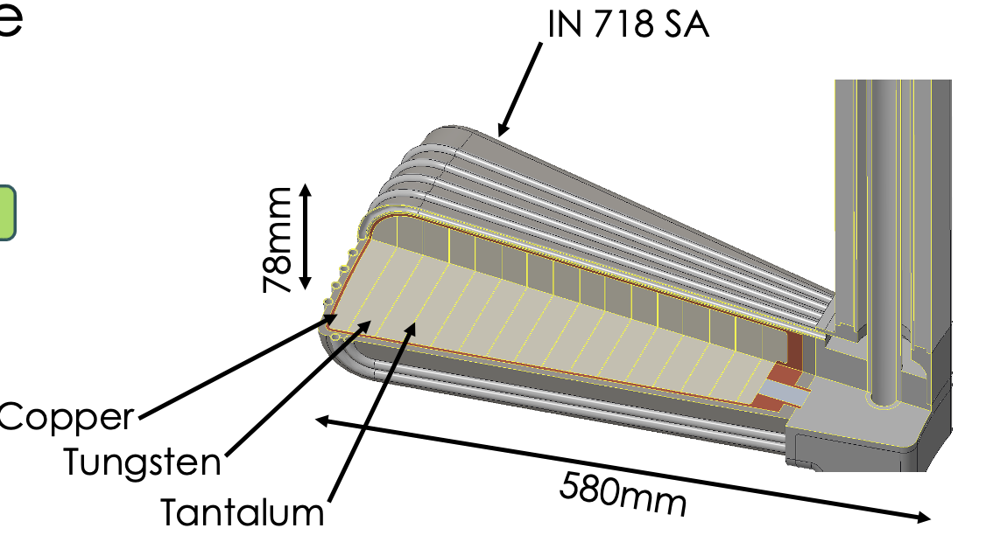 e
IN 718 SA
78mm
Copper
Tungsten
Tantalum
580mm